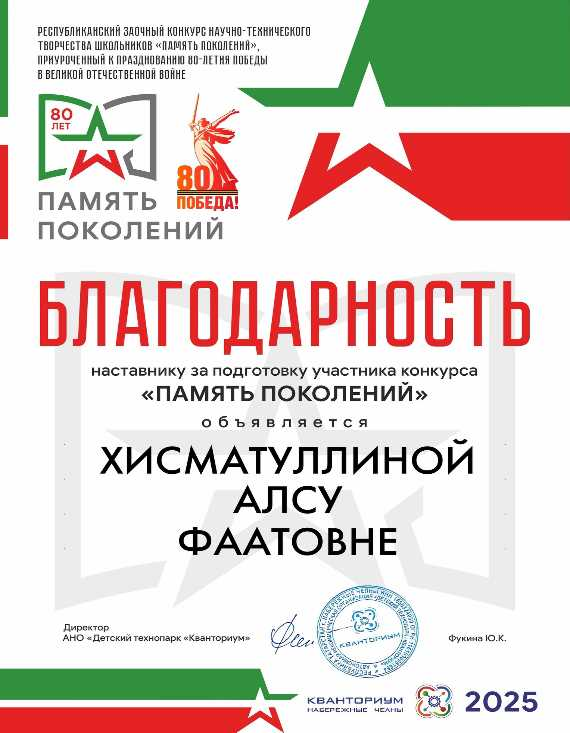 РЕСПУБЛИКАНСКИЙ ЗАОЧНЫЙ КОНКУРС НАУЧНО-ТЕХНИЧЕСКОГО
ТВОРЧЕСТВА ШКОЛЬНИКОВ «ПАМЯТЬ ПОКОЛЕНИЙ»,
ПРИУРОЧЕННЫЙ К ПРАЗДНОВАНИЮ 80-ЛЕТИЯ ПОБЕДЫ
В ВЕЛИКОЙ ОТЕЧЕСТВЕННОЙ ВОЙНЕ
80
ЛЕТ
80
ПОБЕДА!
ПАМЯТЬ
ПОКОЛЕНИЙ
БЛАГОДАРНОСТЬ
наставнику за подготовку участника конкурса
«ПАМЯТЬ ПОКОЛЕНИЙ»
объявляется
ХИСМАТУЛЛИНОЙ
АЛСУ
ФААТОВНЕ
Директор
АНО «Детский технопарк «Кванториум»
КВАНТОРИУМ
Фукина Ю.К.
КВАНТОРИУМ
НАБЕРЕЖНЫЕ ЧЕЛНЫ
2025